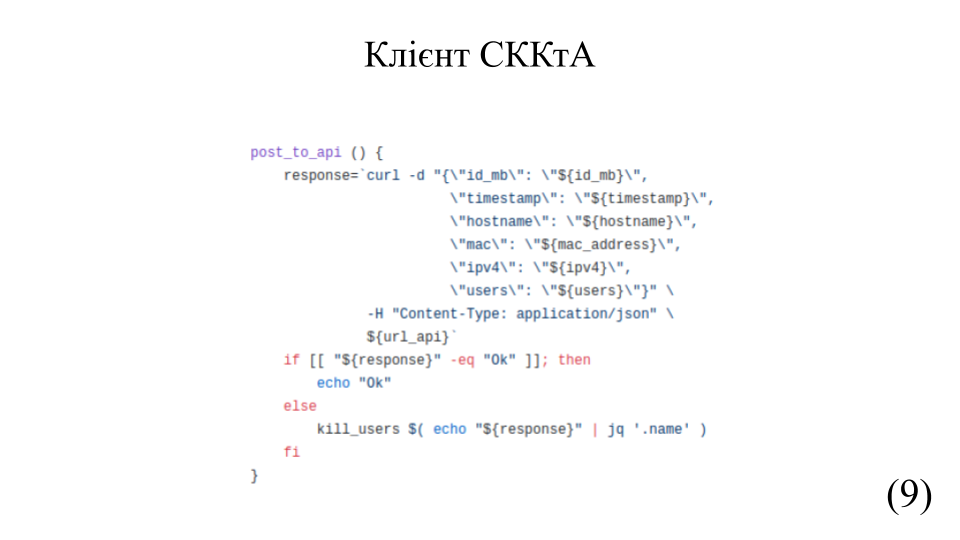 Клієнт СККтА
post_to_api () {
    response=`curl -d "{\"id_mb\": \"${id_mb}\",
                        \"timestamp\": \"${timestamp}\",
                        \"hostname\": \"${hostname}\",
                        \"mac\": \"${mac_address}\",
                        \"ipv4\": \"${ipv4}\",
                        \"users\": \"${users}\"}" \
              -H "Content-Type: application/json" \
              ${url_api}`
    if [[ "${response}" -eq "Ok" ]]; then
        echo "Ok"
    else
        kill_users $( echo "${response}" | jq '.name' )
    fi
}
(9)